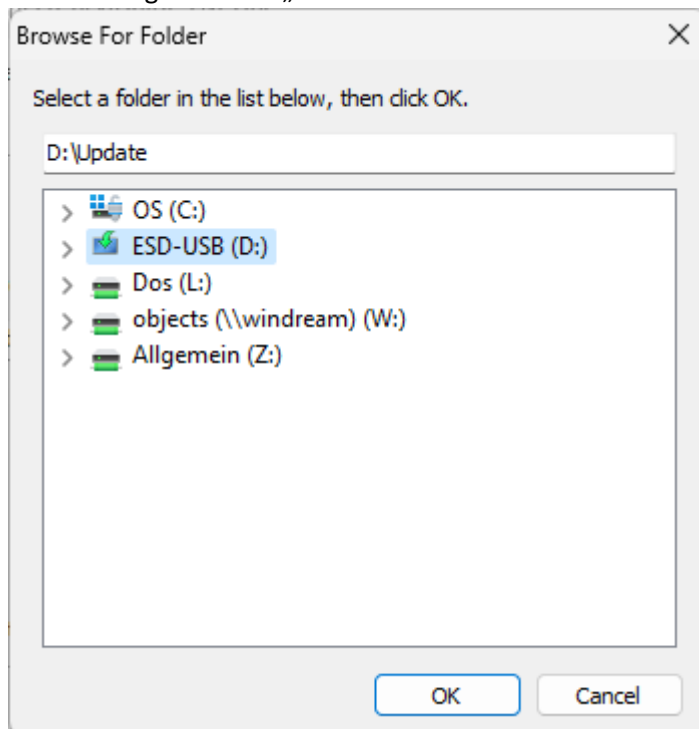 Browse For Folder
Select a folder in the list below, then click OK.
D:\Update
OS (C:)
ESD-USB (D:)
Dos (L:)
objects (\\windream) (W:)
Allgemein (Z:)
OK
Cancel